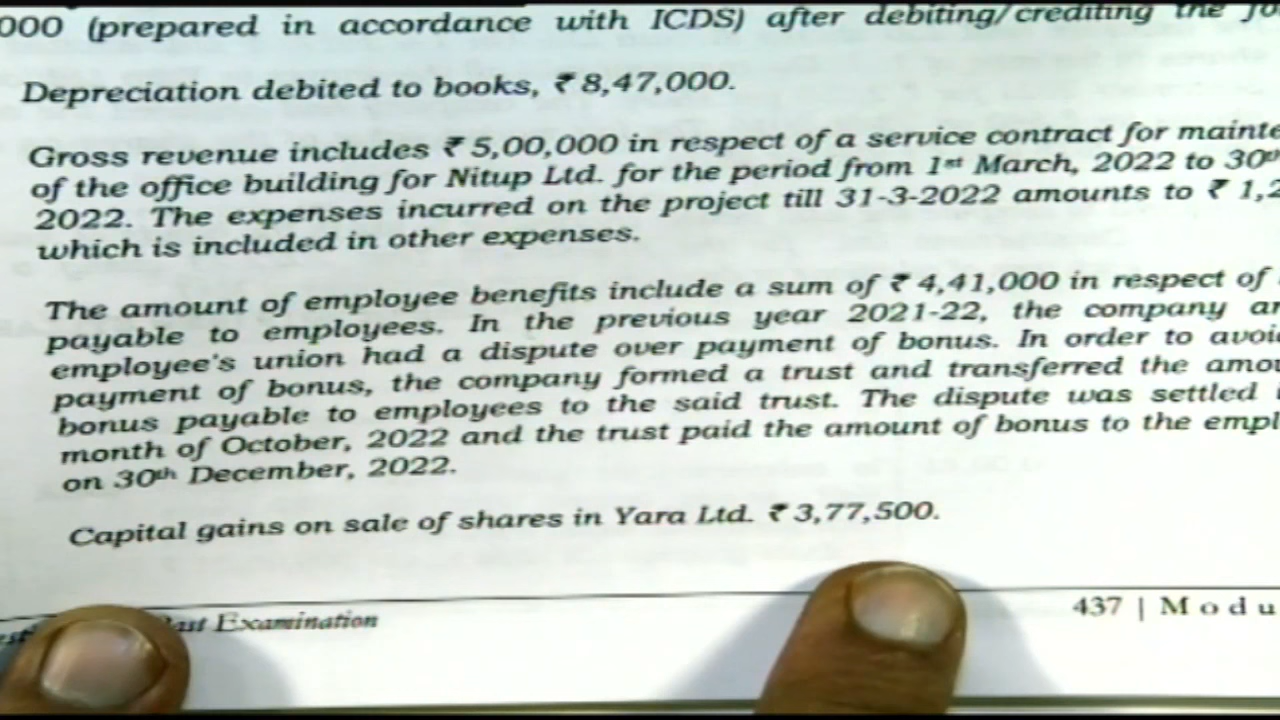 000 (prepared in accordance with ICDS) after debiting/crediting the
Depreciation debited to books, ₹ 8,47,000.
Gross revenue includes ₹ 5,00,000 in respect of a service contract for mainte
of the office building for Nitup Ltd. for the period from 1st March, 2022 to 30th
2022. The expenses incurred on the project till 31-3-2022 amounts to ₹ 1,2
which is included in other expenses.
The amount of employee benefits include a sum of ₹ 4,41,000 in respect of
payable to employees. In the previous year 2021-22, the company
employee's union had a dispute over payment of bonus. In order to avoi
payment of bonus, the company formed a trust and transferred the amou
bonus payable to employees to the said trust. The dispute was settled
month of October, 2022 and the trust paid the amount of bonus to the empl
on 30th December, 2022.
Capital gains on sale of shares in Yara Ltd. ₹ 3,77,500.
Examination
437 | Modu